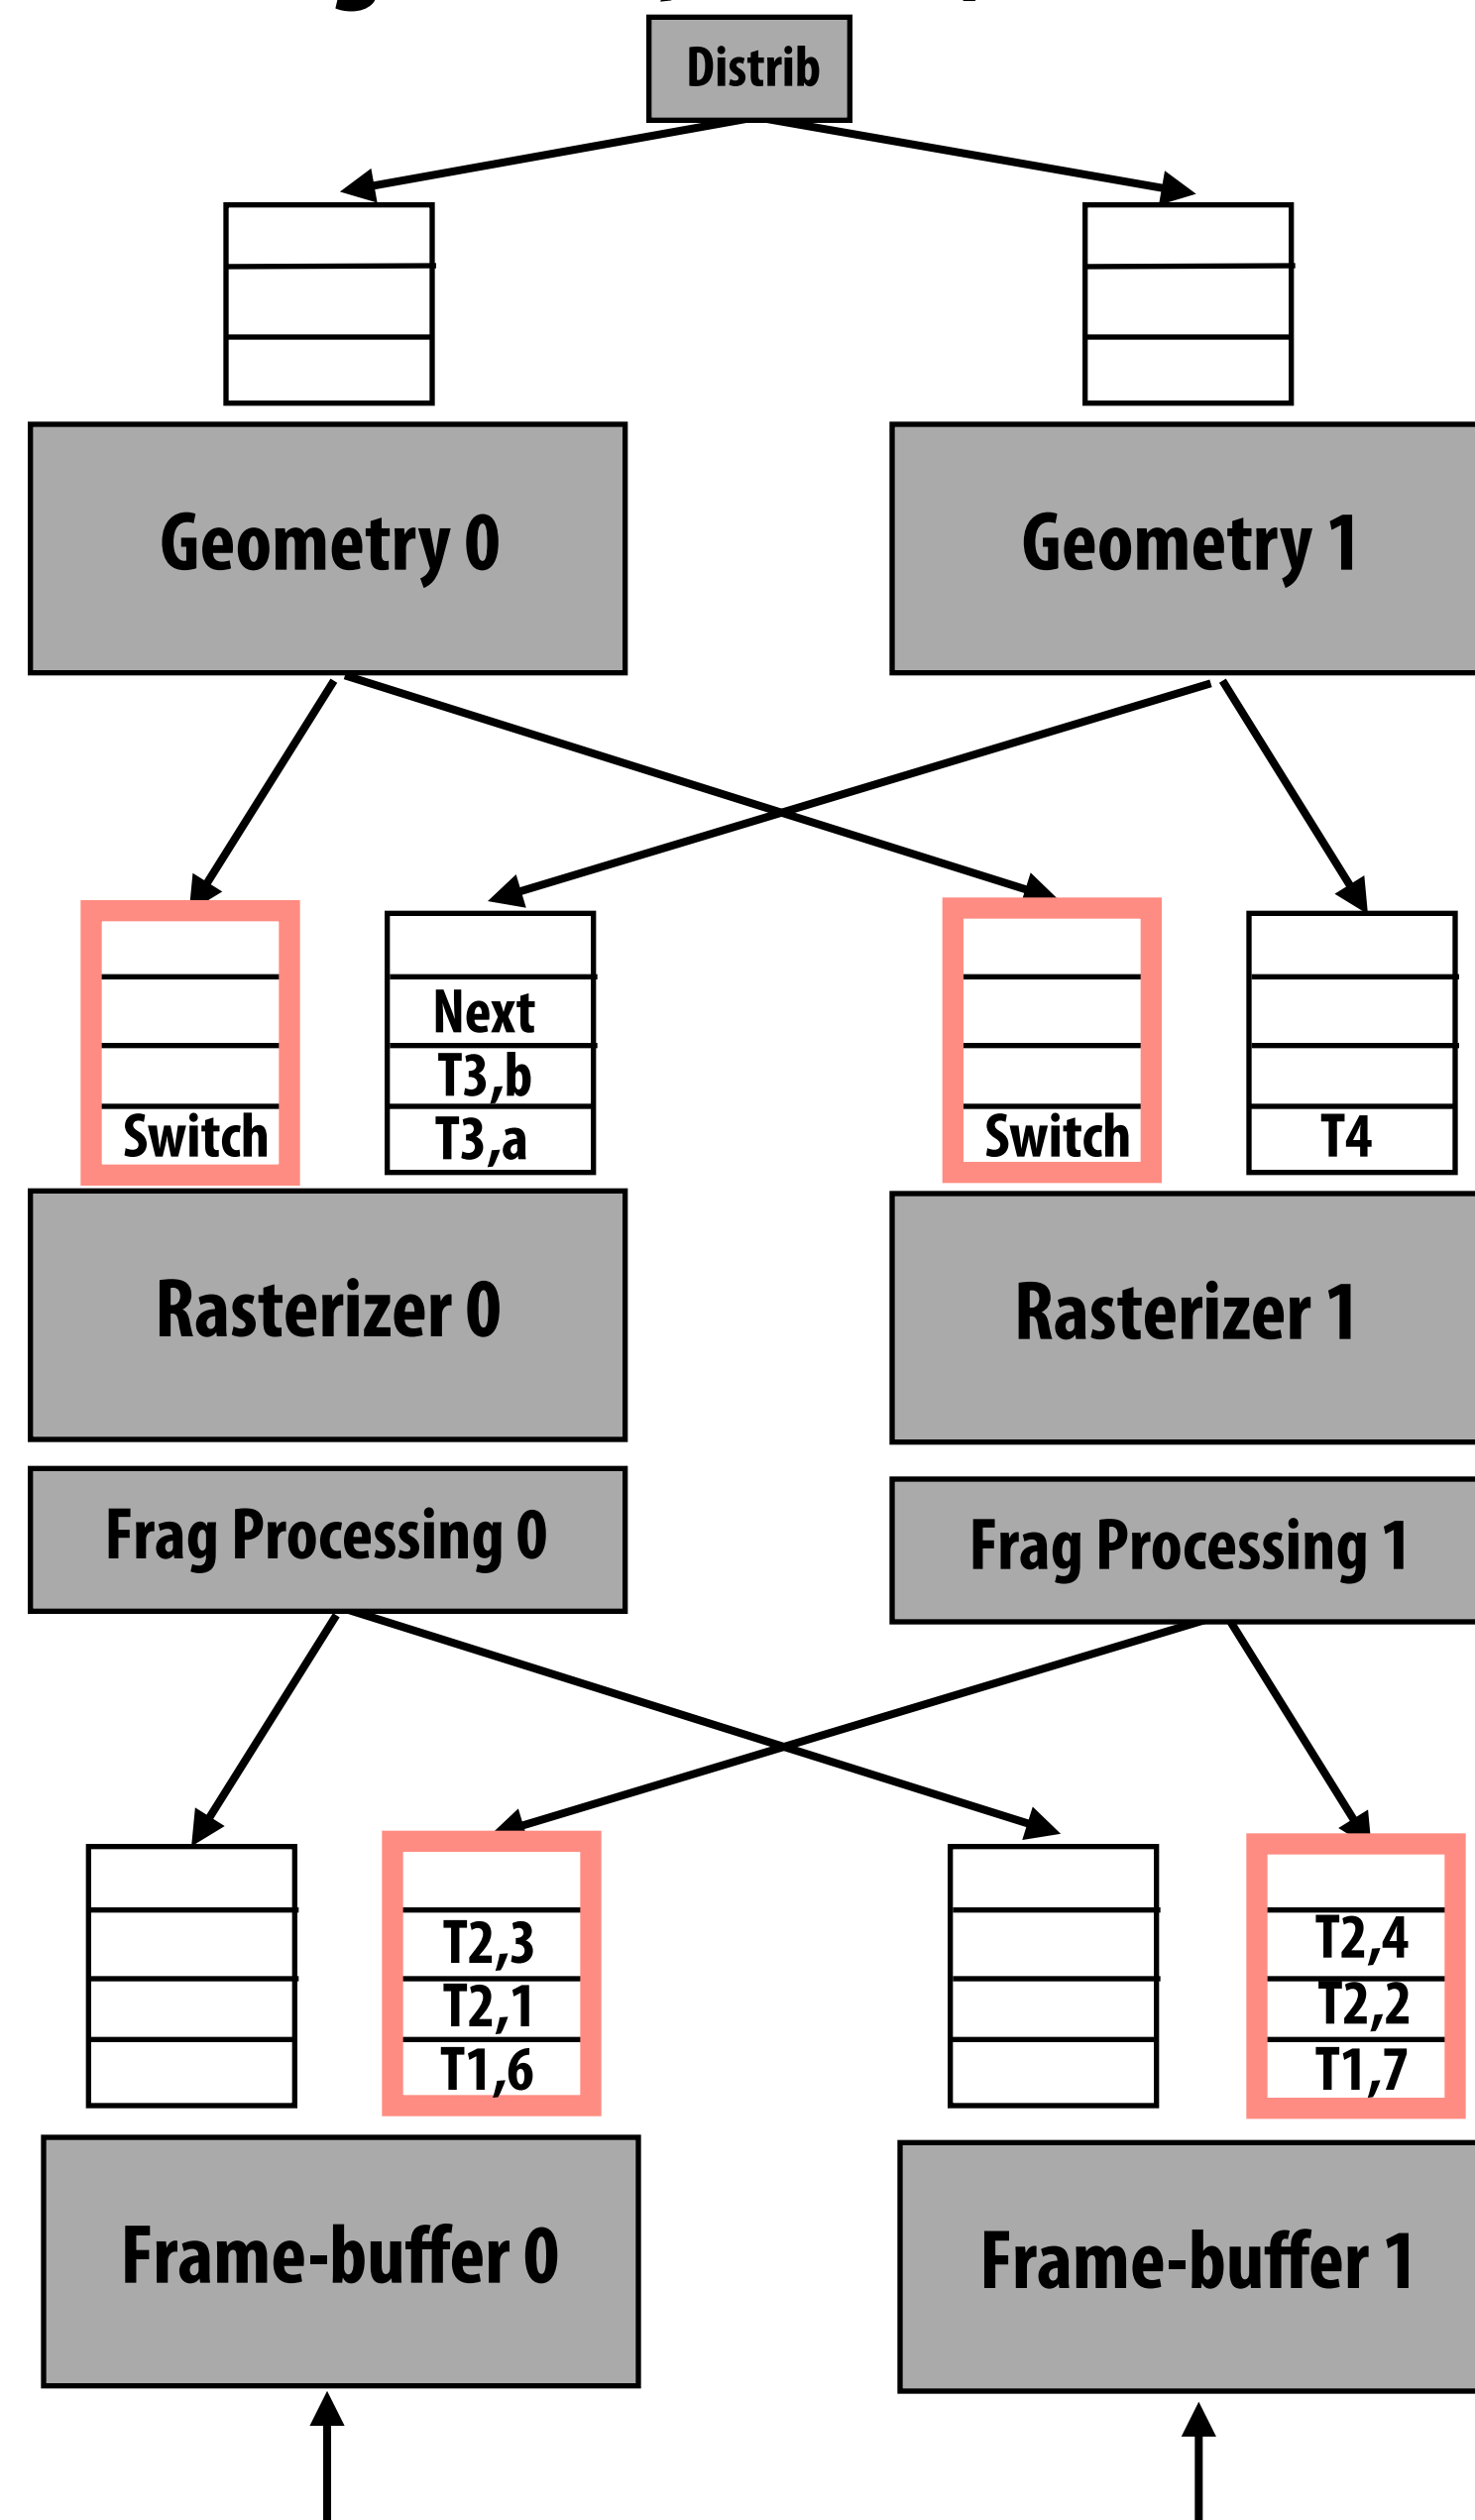 Distrib
Geometry 0
Geometry 1
Next
T3,b
Switch
T3,a
Switch
T4
Rasterizer 0
Rasterizer 1
Frag Processing 0
Frag Processing 1
T2,3
T2,1
T1,6
T2,4
T2,2
T1,7
Frame-buffer 0
Frame-buffer 1